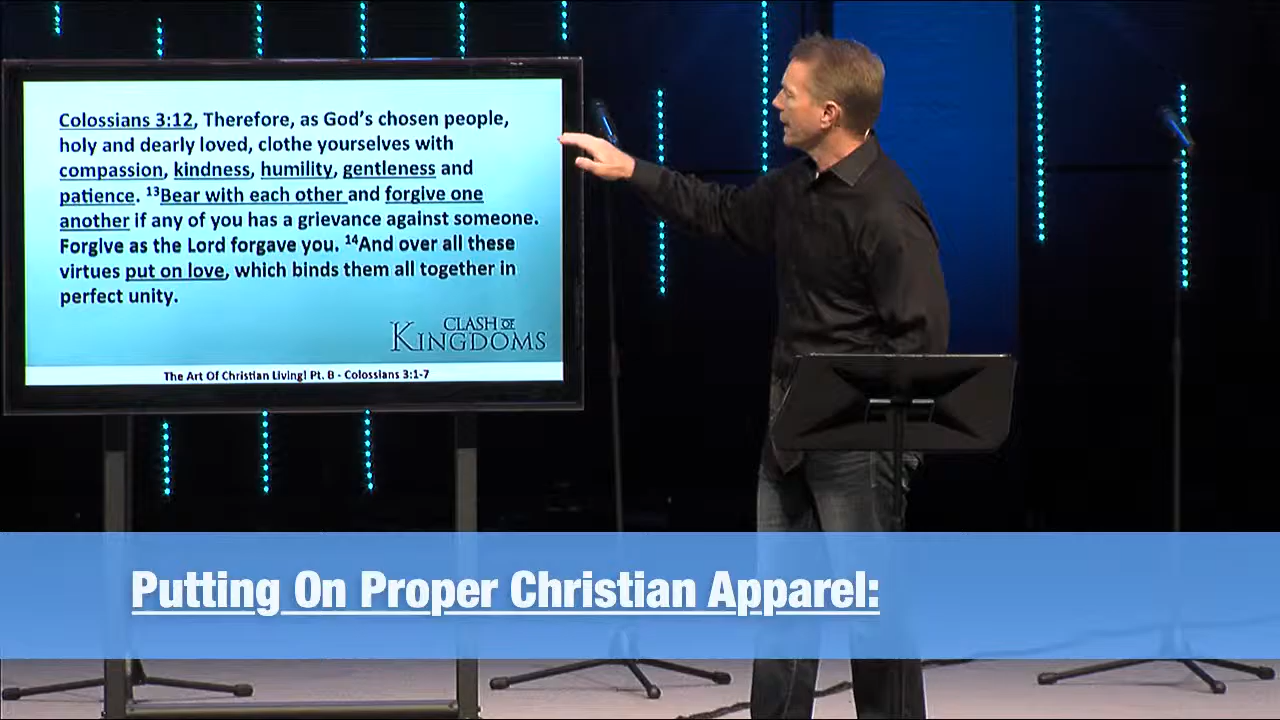 Colossians 3:12, Therefore, as God's chosen people,
holy and dearly loved, clothe yourselves with
compassion, kindness, humility, gentleness and
patience. ¹³Bear with each other and forgive one
another if any of you has a grievance against someone.
Forgive as the Lord forgave you. ¹⁴And over all these
virtues put on love, which binds them all together in
perfect unity.
CLASH OF
KINGDOMS
The Art Of Christian Living! Pt. B - Colossians 3:1-7
Putting On Proper Christian Apparel: